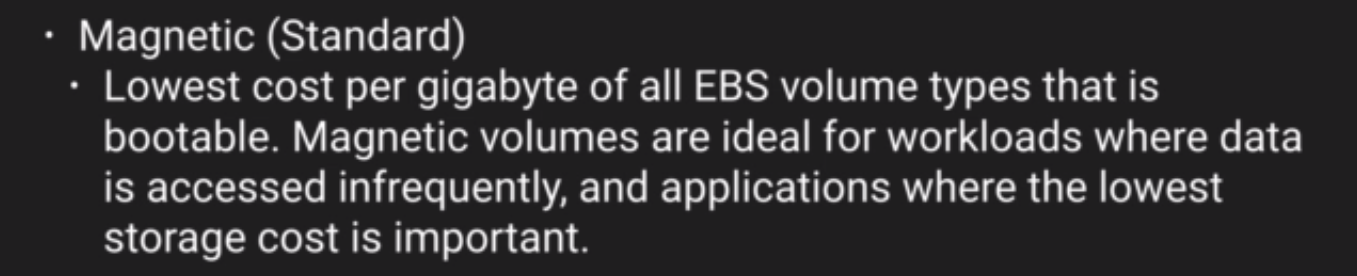 · Magnetic (Standard)
· Lowest cost per gigabyte of all EBS volume types that is
bootable. Magnetic volumes are ideal for workloads where data
is accessed infrequently, and applications where the lowest
storage cost is important.